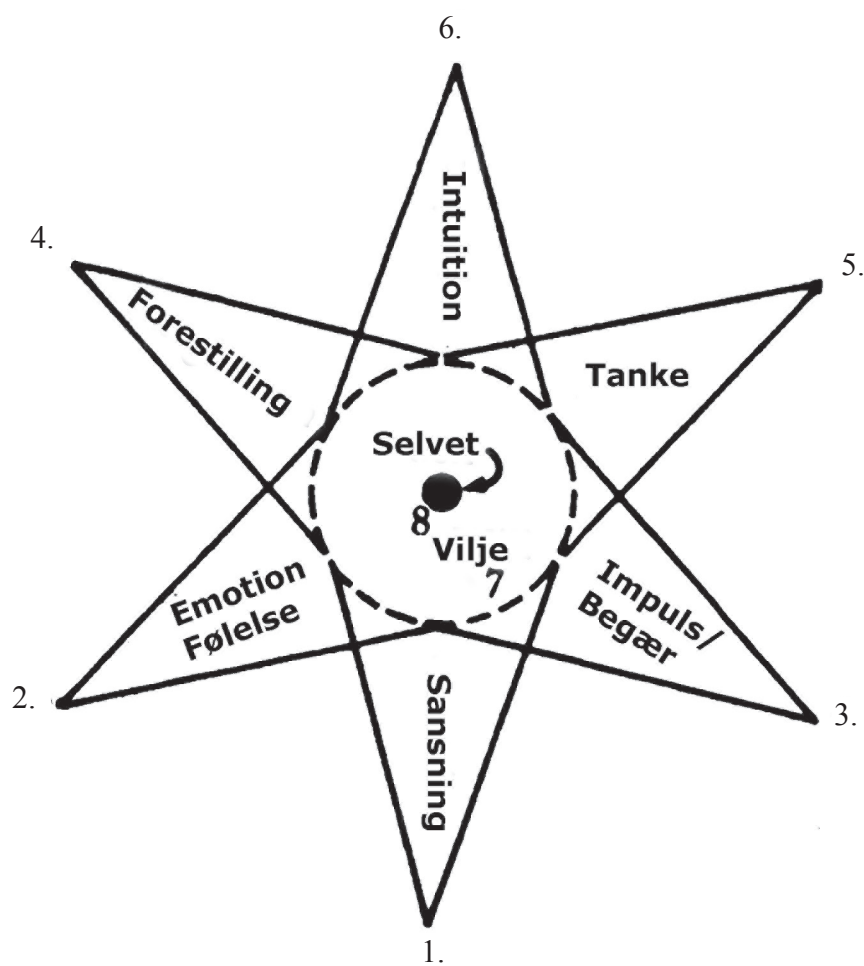 6.
Intuition
4.
Forestilling
5.
Tanke
Selvet
8
Vilje
7
Emotion
Følelse
Impuls/
Begær
2.
3.
Sansning
1.